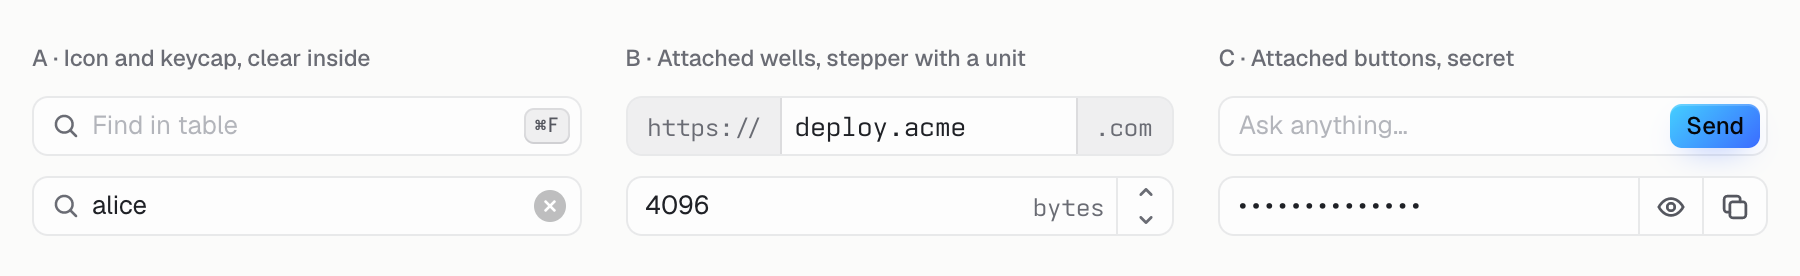 A · Icon and keycap, clear inside
Find in table ⌘F
alice
B · Attached wells, stepper with a unit
https:// deploy.acme .com
4096 bytes
C · Attached buttons, secret
Ask anything… Send
••••••••••••••